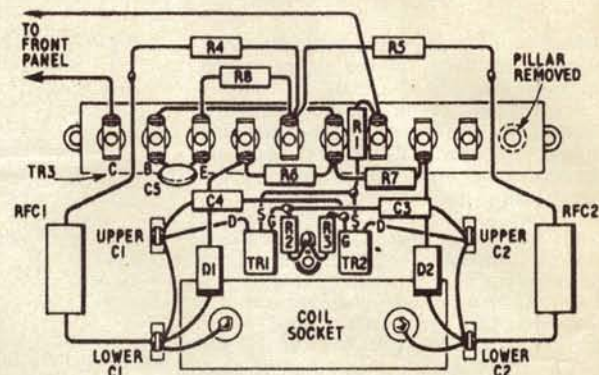 TO
FRONT
PANEL
R4
R5
R8
PILLAR
REMOVED
R1
TR3
C
B
E
C5
R6
R7
RFC1
RFC2
C4
C3
UPPER
C1
D
S
G
R2
R3
S
G
D
UPPER
C2
D1
TR1
TR2
D2
COIL
SOCKET
LOWER
C1
LOWER
C2